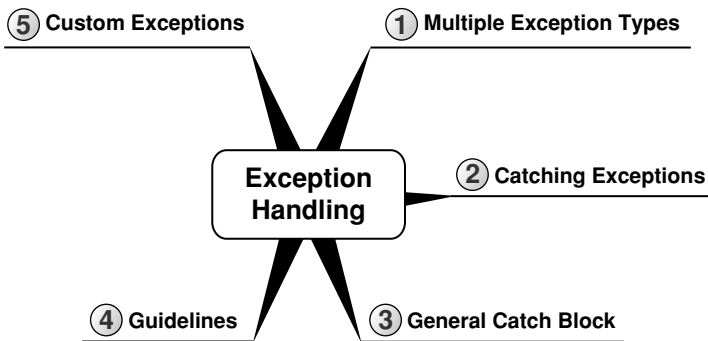 5 Custom Exceptions
1 Multiple Exception Types
Exception
Handling
2 Catching Exceptions
4 Guidelines
3 General Catch Block